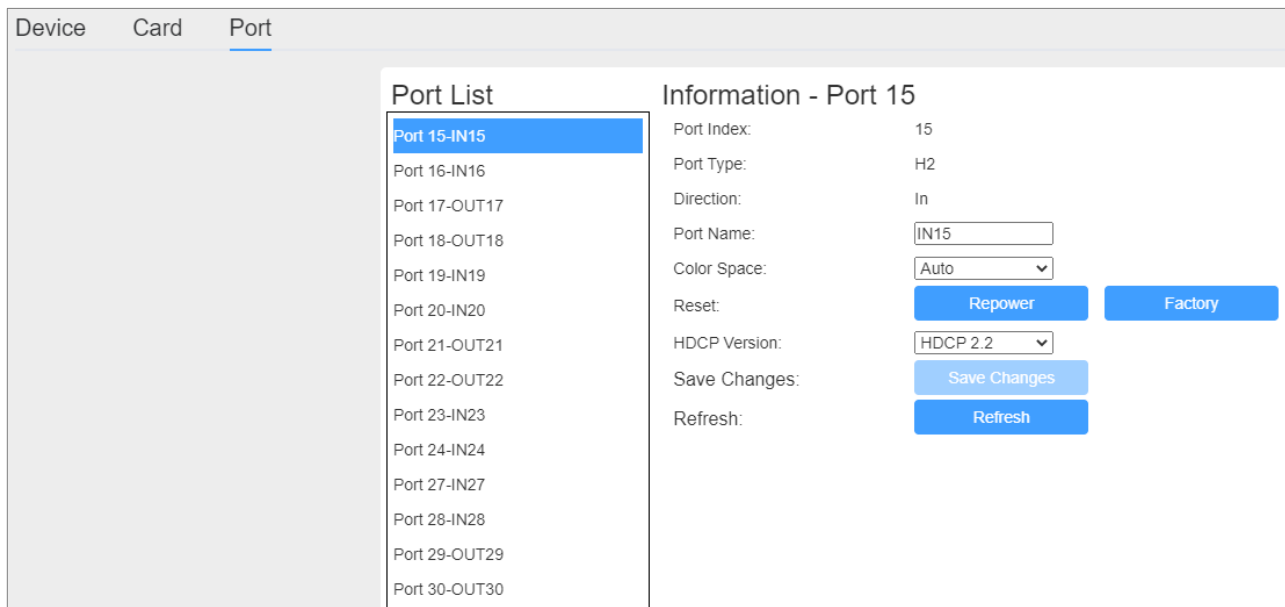 Device Card Port
Port List
Port 15-IN15
Port 16-IN16
Port 17-OUT17
Port 18-OUT18
Port 19-IN19
Port 20-IN20
Port 21-OUT21
Port 22-OUT22
Port 23-IN23
Port 24-IN24
Port 27-IN27
Port 28-IN28
Port 29-OUT29
Port 30-OUT30
Information - Port 15
Port Index: 15
Port Type: H2
Direction: In
Port Name: IN15
Color Space: Auto
Reset: Repower Factory
HDCP Version: HDCP 2.2
Save Changes: Save Changes
Refresh: Refresh